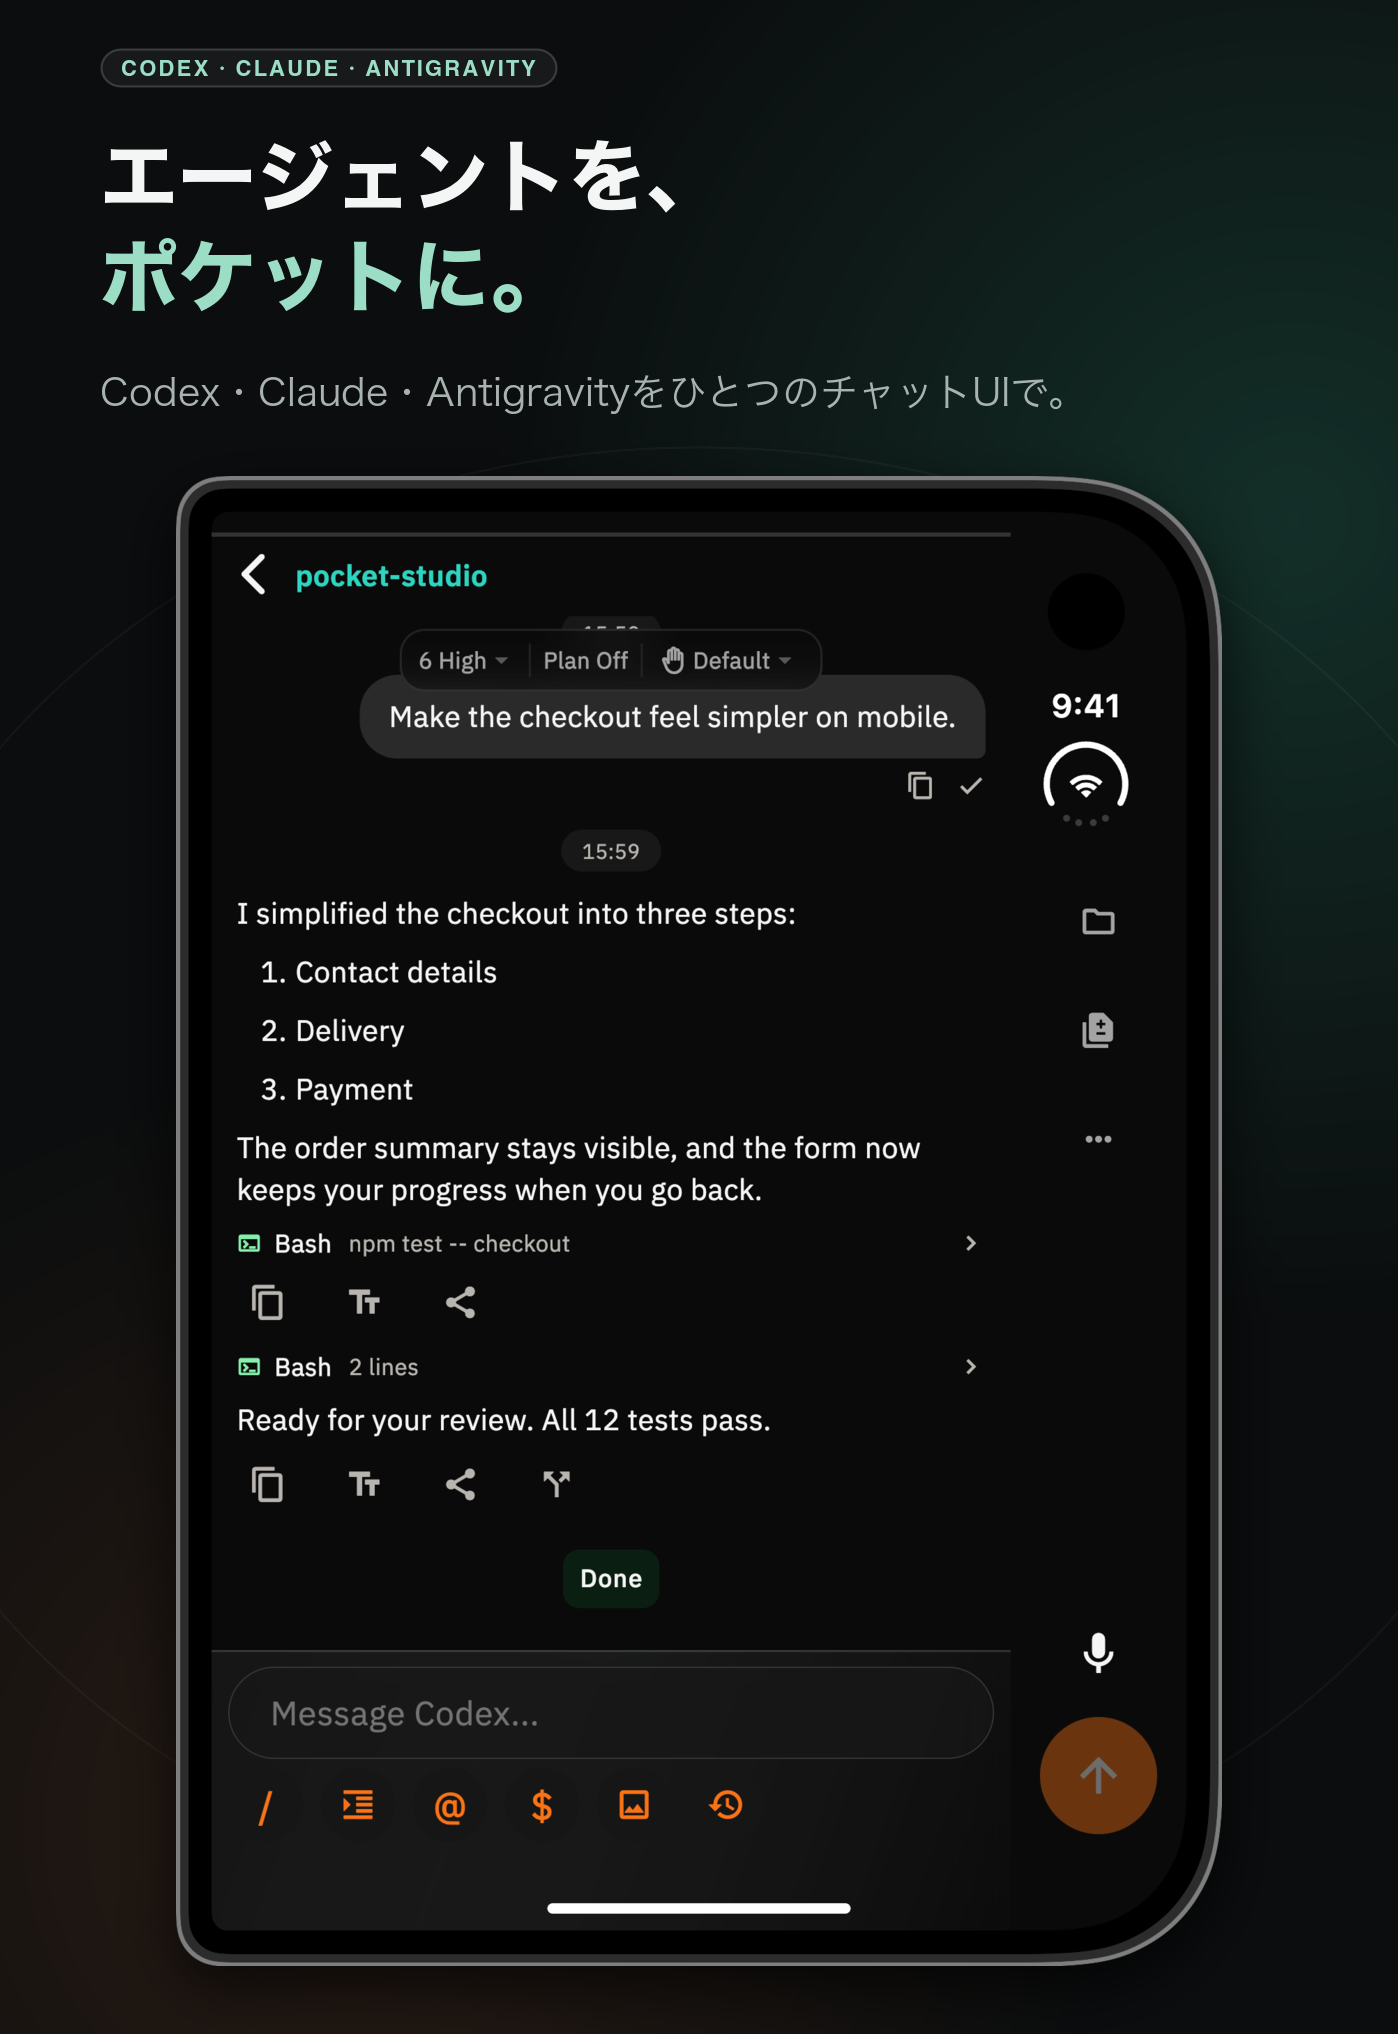 CODEX · CLAUDE · ANTIGRAVITY
エージェントを、
ポケットに。
Codex・Claude・AntigravityをひとつのチャットUIで。
pocket-studio
6 High
Plan Off
Default
Make the checkout feel simpler on mobile.
9:41
15:59
I simplified the checkout into three steps:
1. Contact details
2. Delivery
3. Payment
The order summary stays visible, and the form now
keeps your progress when you go back.
Bash npm test -- checkout
Bash 2 lines
Ready for your review. All 12 tests pass.
Done
Message Codex...
/ @ $